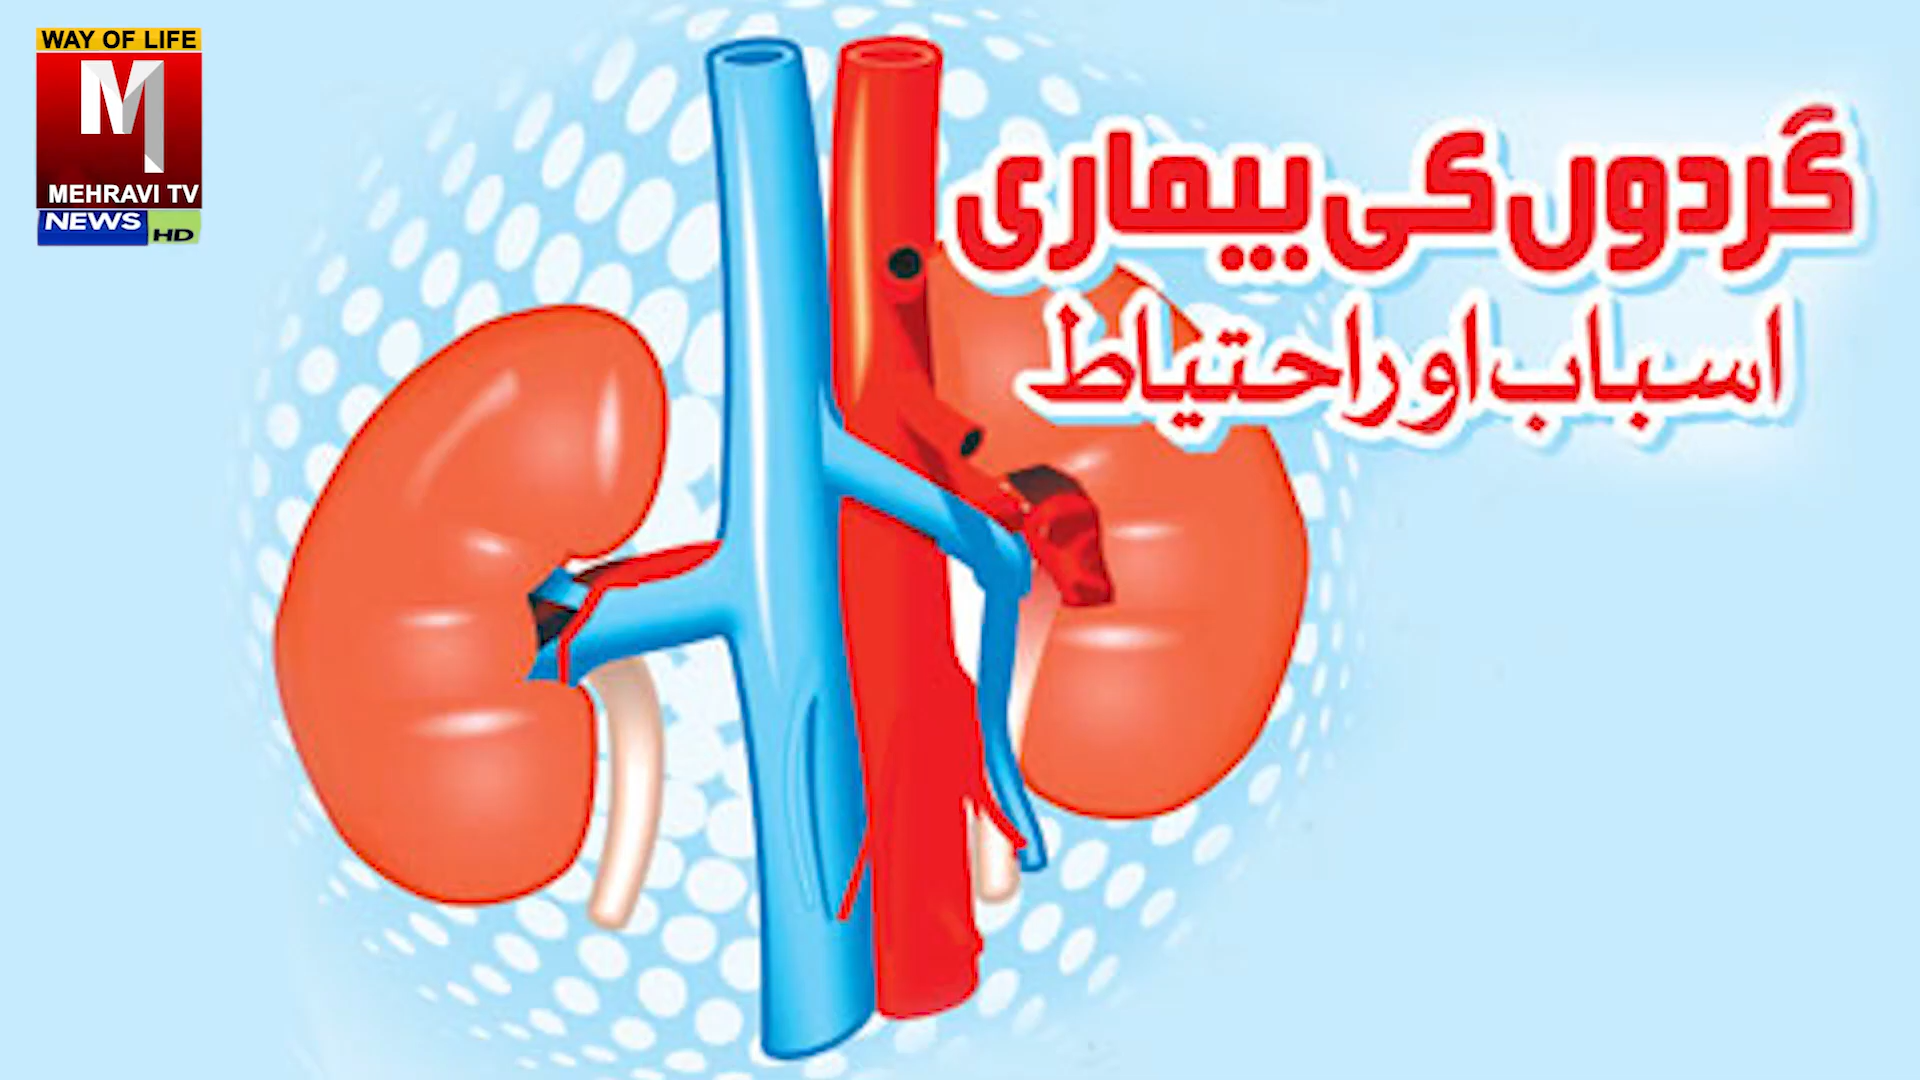 WAY OF LIFE
M
MEHRAVI TV
NEWS
HD
گردوں کی بیماری
اسباب اور احتیاط